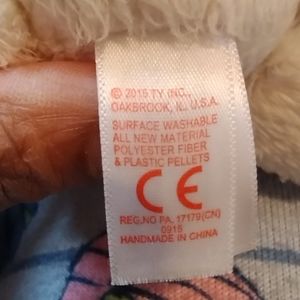 © 2015 TY INC.,
OAKBROOK, IL, U.S.A.
SURFACE WASHABLE
ALL NEW MATERIAL
POLYESTER FIBER
& PLASTIC PELLETS
CE
REG.NO PA. 17179(CN)
0915
HANDMADE IN CHINA